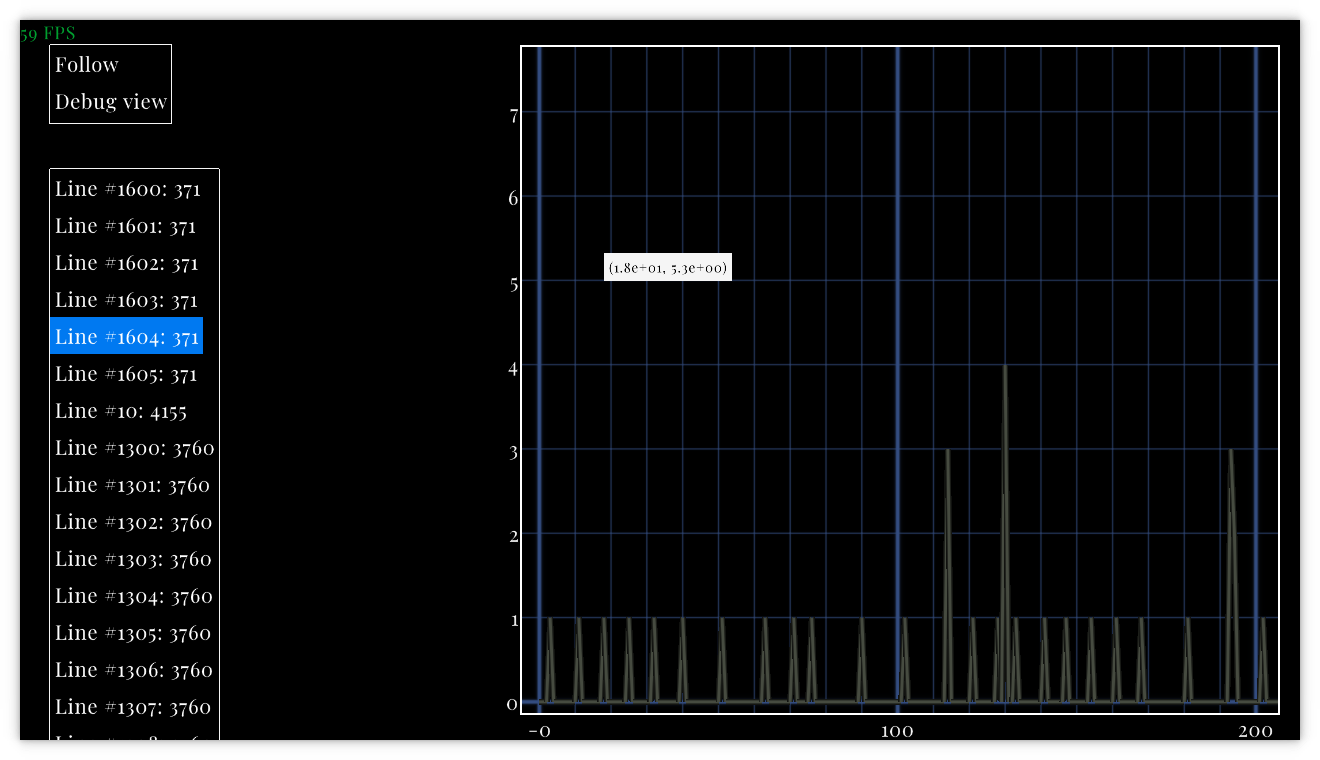 59 FPS
Follow
Debug view
Line #1600: 371
Line #1601: 371
Line #1602: 371
Line #1603: 371
Line #1604: 371
Line #1605: 371
Line #10: 4155
Line #1300: 3760
Line #1301: 3760
Line #1302: 3760
Line #1303: 3760
Line #1304: 3760
Line #1305: 3760
Line #1306: 3760
Line #1307: 3760
7
6
(1.8e+01, 5.3e+00)
5
4
3
2
1
0
-0 100 200